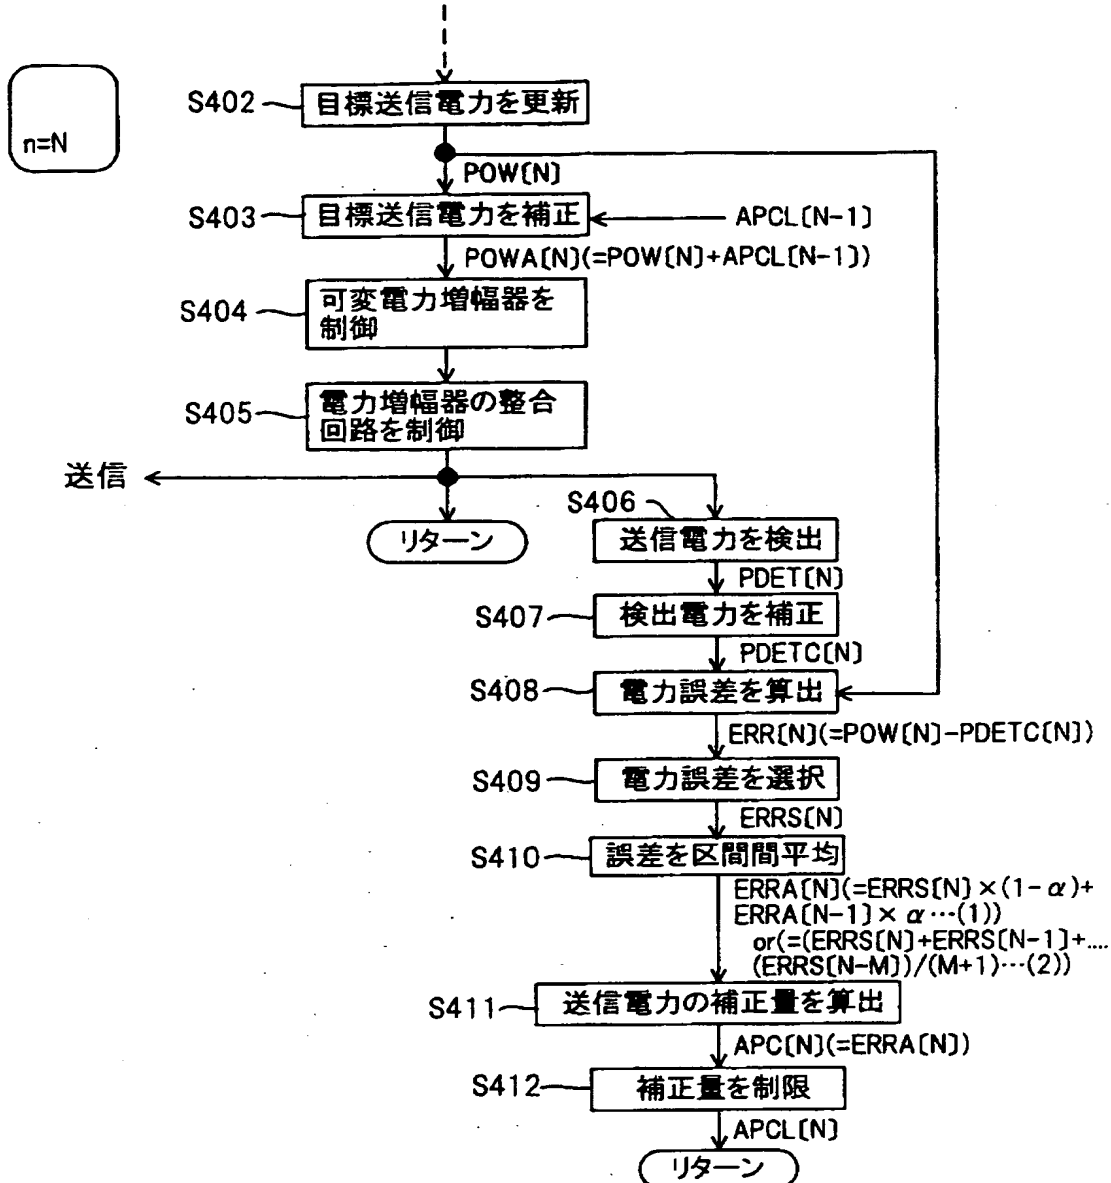 n=N
S402
目標送信電力を更新
POW[N]
S403
目標送信電力を補正
APCL[N-1]
POWA[N](=POW[N]+APCL[N-1])
S404
可変電力増幅器を
制御
S405
電力増幅器の整合
回路を制御
送信
リターン
S406
送信電力を検出
PDET[N]
S407
検出電力を補正
PDETC[N]
S408
電力誤差を算出
ERR[N](=POW[N]-PDETC[N])
S409
電力誤差を選択
ERRS[N]
S410
誤差を区間間平均
ERRA[N](=ERRS[N]×(1-α)+
ERRA[N-1]×α…(1))
or(=(ERRS[N]+ERRS[N-1]+....
(ERRS[N-M])/(M+1)…(2))
S411
送信電力の補正量を算出
APC[N](=ERRA[N])
S412
補正量を制限
APCL[N]
リターン